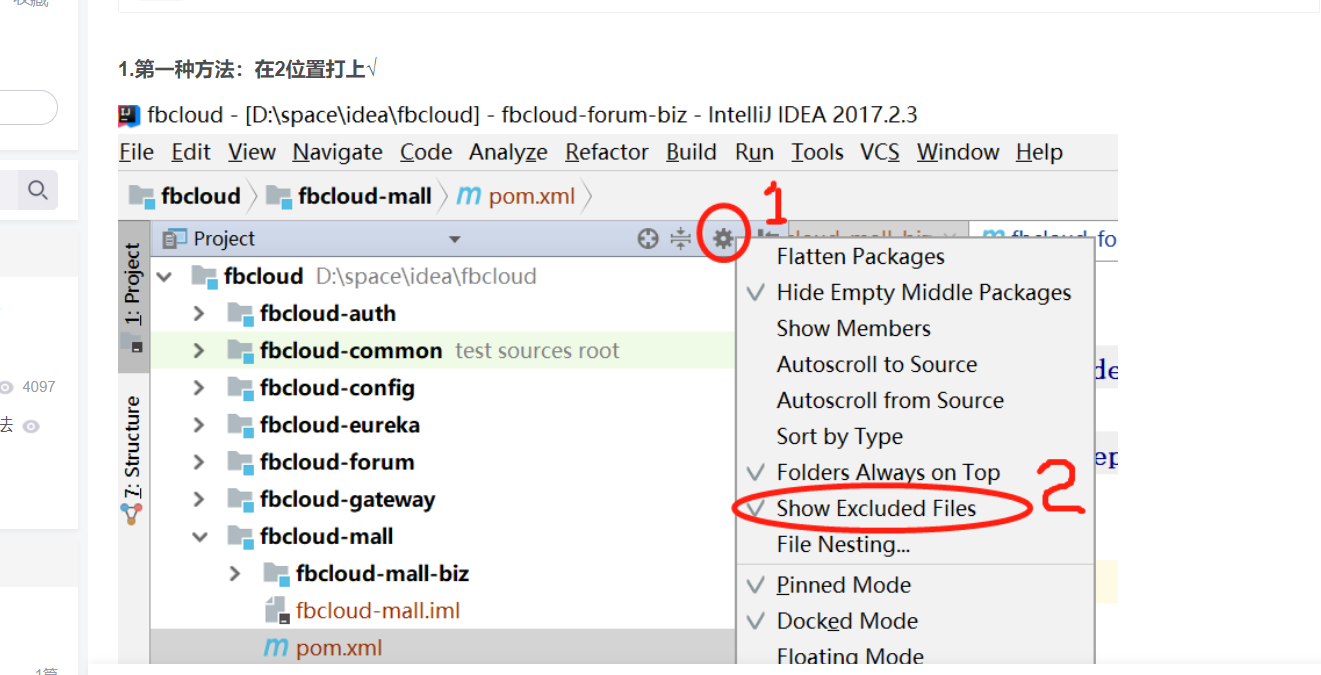 收藏
1.第一种方法：在2位置打上√
fbcloud - [D:\space\idea\fbcloud] - fbcloud-forum-biz - IntelliJ IDEA 2017.2.3
File Edit View Navigate Code Analyze Refactor Build Run Tools VCS Window Help
fbcloud fbcloud-mall pom.xml
1
1: Project
7: Structure
Project
fbcloud D:\space\idea\fbcloud
fbcloud-auth
fbcloud-common test sources root
fbcloud-config
fbcloud-eureka
fbcloud-forum
fbcloud-gateway
fbcloud-mall
fbcloud-mall-biz
fbcloud-mall.iml
pom.xml
fbcloud-fo
Flatten Packages
Hide Empty Middle Packages
Show Members
Autoscroll to Source
Autoscroll from Source
Sort by Type
Folders Always on Top
Show Excluded Files
2
File Nesting...
Pinned Mode
Docked Mode
Floating Mode
de
ep
4097
法
1篇